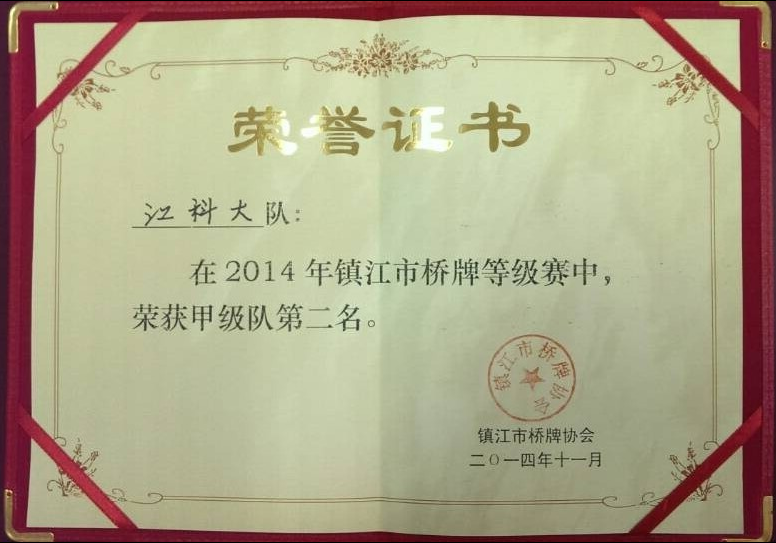 荣誉证书
江科大队：
在2014年镇江市桥牌等级赛中，
荣获甲级队第二名。
镇江市桥牌协会
镇江市桥牌协会
二〇一四年十一月